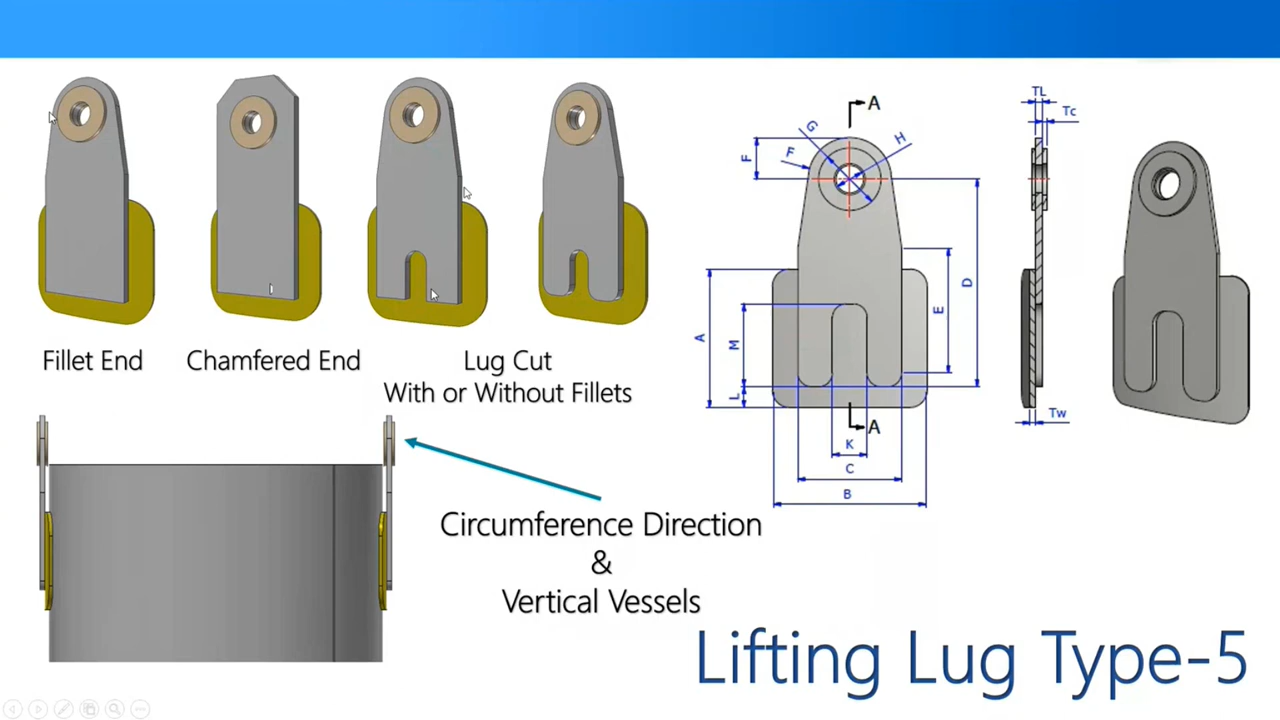 Fillet End
Chamfered End
Lug Cut
With or Without Fillets
Circumference Direction
&
Vertical Vessels
A
TL
Tc
G
H
F
F
D
E
A
M
L
A
Tw
K
C
B
Lifting Lug Type-5